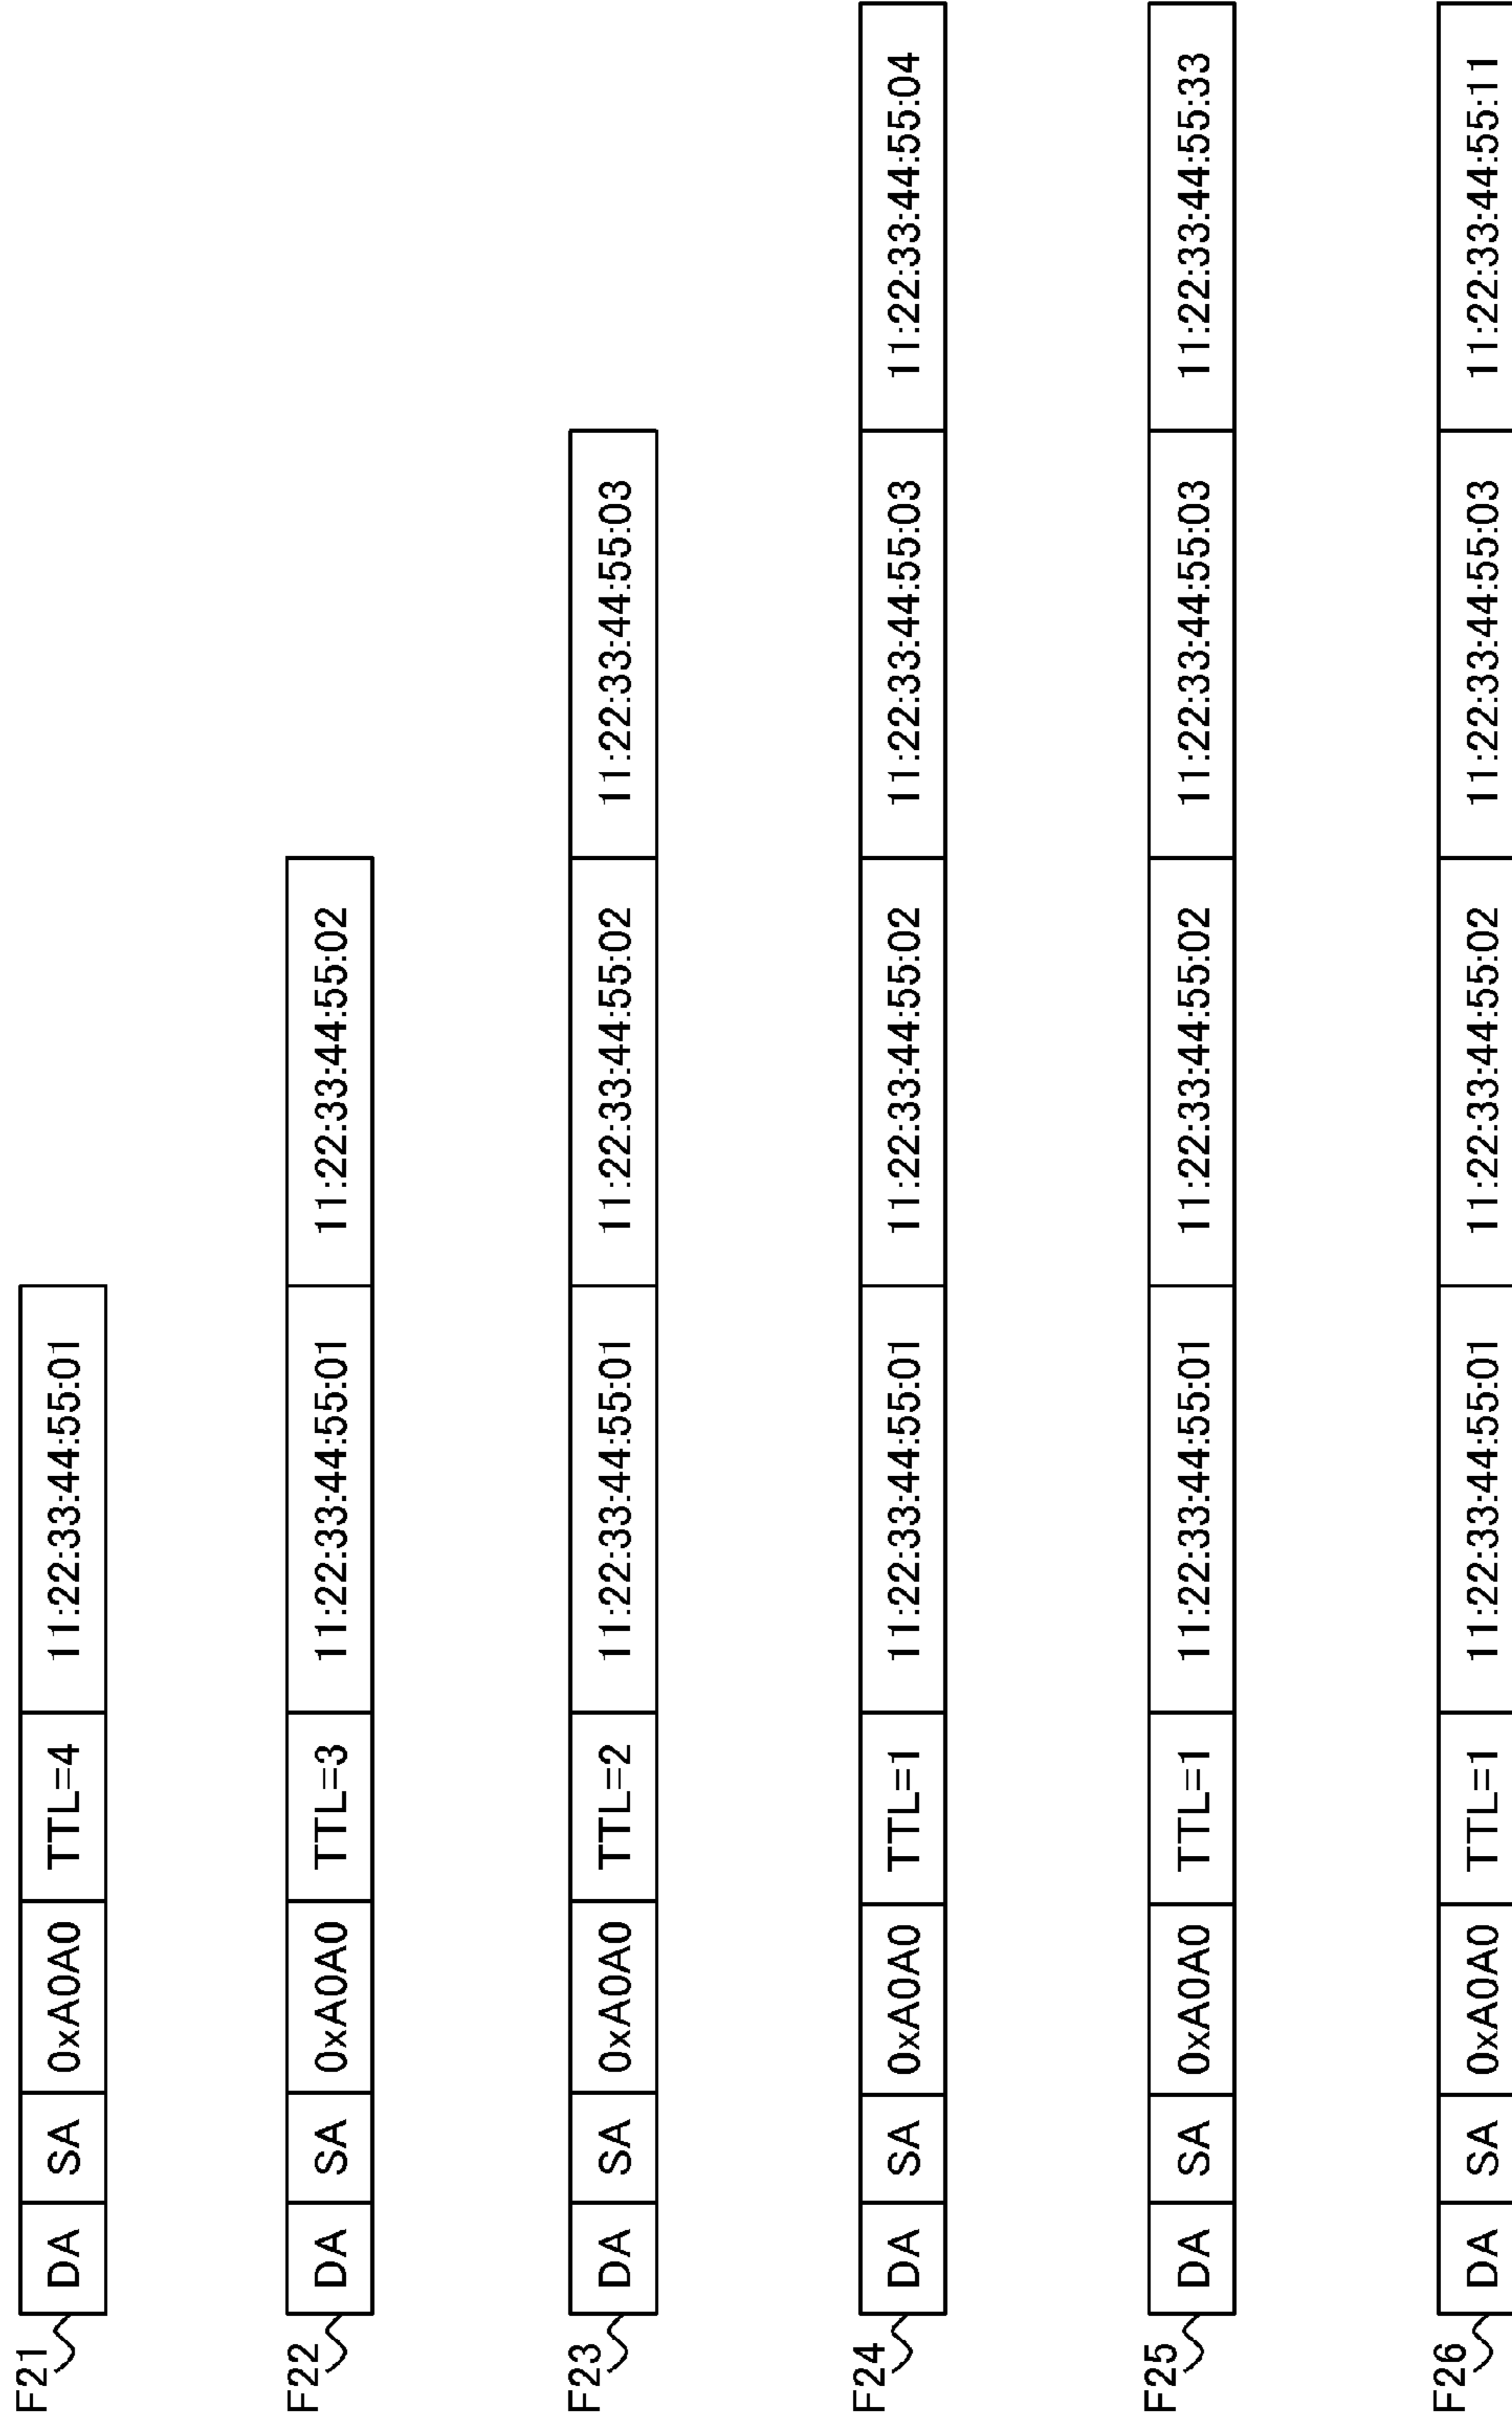 F21 DA SA 0xA0A0 TTL=4 11:22:33:44:55:01
F22 DA SA 0xA0A0 TTL=3 11:22:33:44:55:01 11:22:33:44:55:02
F23 DA SA 0xA0A0 TTL=2 11:22:33:44:55:01 11:22:33:44:55:02 11:22:33:44:55:03
F24 DA SA 0xA0A0 TTL=1 11:22:33:44:55:01 11:22:33:44:55:02 11:22:33:44:55:03 11:22:33:44:55:04
F25 DA SA 0xA0A0 TTL=1 11:22:33:44:55:01 11:22:33:44:55:02 11:22:33:44:55:03 11:22:33:44:55:33
F26 DA SA 0xA0A0 TTL=1 11:22:33:44:55:01 11:22:33:44:55:02 11:22:33:44:55:03 11:22:33:44:55:11